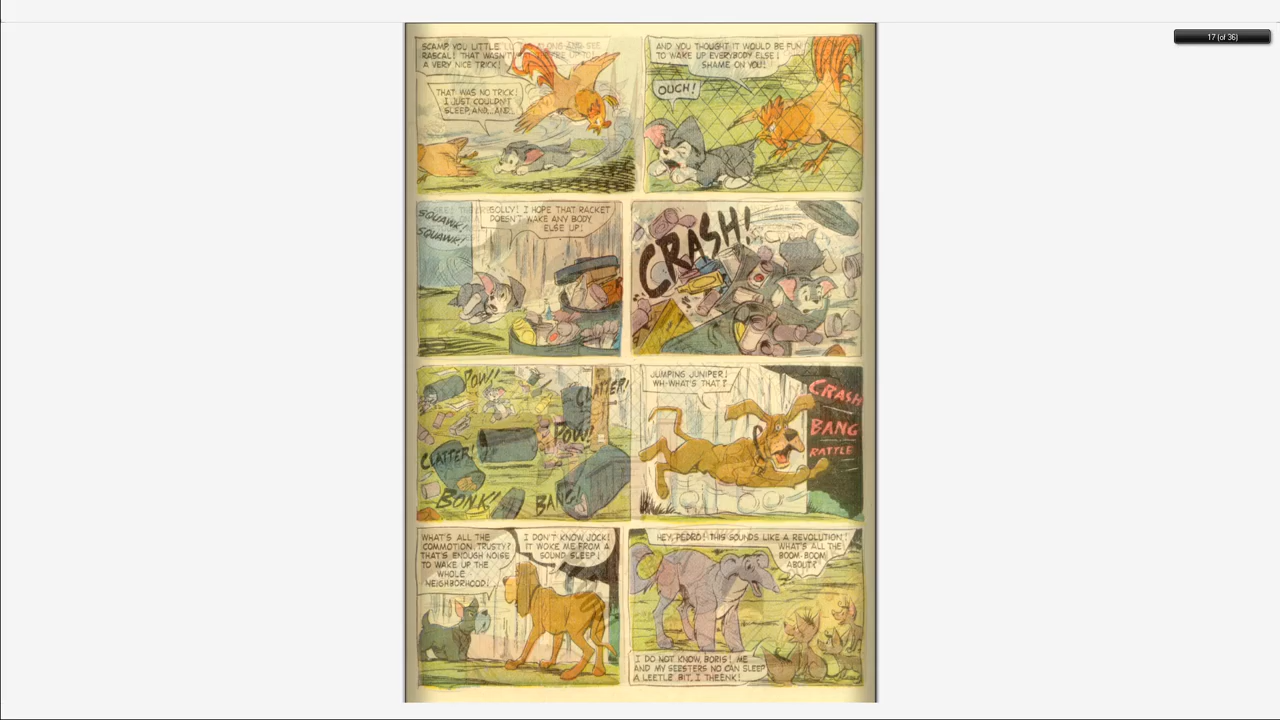 17 (of 36)
SCAMP, YOU LITTLE
RASCAL! THAT WASN'T
A VERY NICE TRICK!
THAT WAS NO TRICK!
I JUST COULDN'T
SLEEP, AND... AND...
AND YOU THOUGHT IT WOULD BE FUN
TO WAKE UP EVERYBODY ELSE!
SHAME ON YOU!
OUCH!
SQUAWK!
SQUAWK!
GOLLY! I HOPE THAT RACKET
DOESN'T WAKE ANY BODY
ELSE UP!
CRASH!
POW!
CLATTER!
POW!
CLATTER!
BONK!
BANG!
JUMPING JUNIPER!
WH-WHAT'S THAT?
CRASH
BANG
RATTLE
WHAT'S ALL THE
COMMOTION, TRUSTY?
THAT'S ENOUGH NOISE
TO WAKE UP THE
WHOLE
NEIGHBORHOOD!
I DON'T KNOW, JOCK!
IT WOKE ME FROM A
SOUND SLEEP!
HEY, PEDRO! THIS SOUNDS LIKE A REVOLUTION!
WHAT'S ALL THE
BOOM-BOOM
ABOUT?
I DO NOT KNOW, BORIS! ME
AND MY SEESTERS NO CAN SLEEP
A LEETLE BIT, I THEENK!